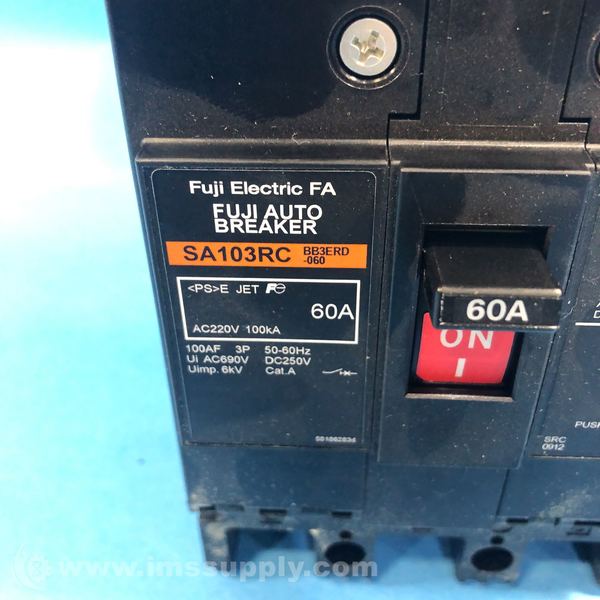 Fuji Electric FA
FUJI AUTO
BREAKER
SA103RC BB3ERD
-060
<PS>E JET
60A
AC220V 100kA
100AF 3P 50-60Hz
Ui AC690V DC250V
Uimp. 6kV Cat.A
60A
ON
I
A
D
PUSH
SRC
0912
www.imssupply.com